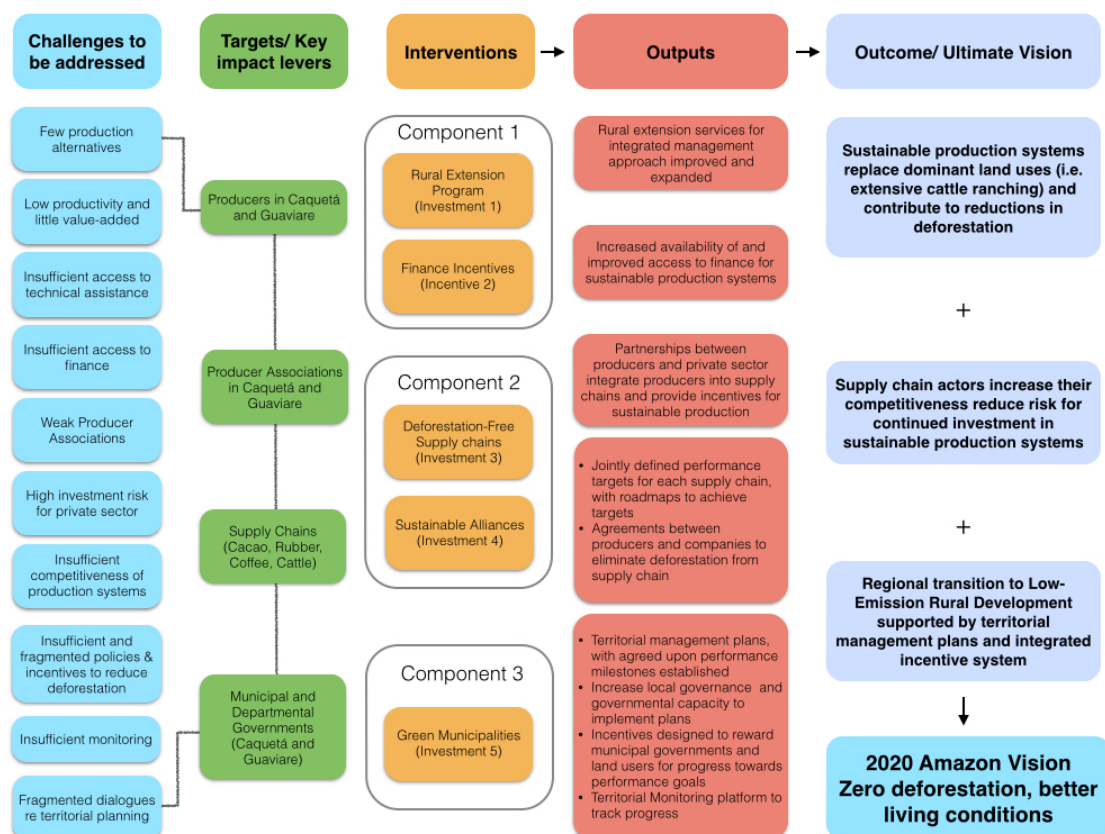 Challenges to
be addressed
Targets/ Key
impact levers
Interventions
Outputs
Outcome/ Ultimate Vision
Few production
alternatives
Low productivity and
little value-added
Insufficient access to
technical assistance
Insufficient access to
finance
Weak Producer
Associations
High investment risk
for private sector
Insufficient
competitiveness of
production systems
Insufficient and
fragmented policies &
incentives to reduce
deforestation
Insufficient monitoring
Fragmented dialogues
re territorial planning
Producers in Caquetá
and Guaviare
Producer Associations
in Caquetá and
Guaviare
Supply Chains
(Cacao, Rubber,
Coffee, Cattle)
Municipal and
Departmental
Governments
(Caquetá and
Guaviare)
Component 1
Rural Extension
Program
(Investment 1)
Finance Incentives
(Incentive 2)
Component 2
Deforestation-Free
Supply chains
(Investment 3)
Sustainable Alliances
(Investment 4)
Component 3
Green Municipalities
(Investment 5)
Rural extension services for
integrated management
approach improved and
expanded
Increased availability of and
improved access to finance for
sustainable production systems
Partnerships between
producers and private sector
integrate producers into supply
chains and provide incentives for
sustainable production
• Jointly defined performance
targets for each supply chain,
with roadmaps to achieve
targets
• Agreements between
producers and companies to
eliminate deforestation from
supply chain
• Territorial management plans,
with agreed upon performance
milestones established
• Increase local governance and
governmental capacity to
implement plans
• Incentives designed to reward
municipal governments and
land users for progress towards
performance goals
• Territorial Monitoring platform to
track progress
Sustainable production systems
replace dominant land uses (i.e.
extensive cattle ranching) and
contribute to reductions in
deforestation
+
Supply chain actors increase their
competitiveness reduce risk for
continued investment in
sustainable production systems
+
Regional transition to Low-
Emission Rural Development
supported by territorial
management plans and integrated
incentive system
2020 Amazon Vision
Zero deforestation, better
living conditions